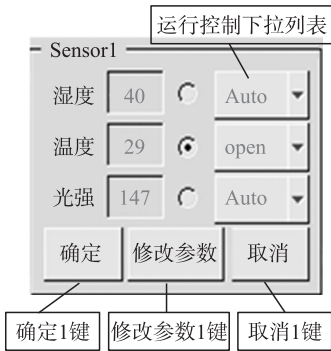 运行控制下拉列表
Sensor1
湿度 40 Auto
温度 29 open
光强 147 Auto
确定 修改参数 取消
确定1键 修改参数1键 取消1键